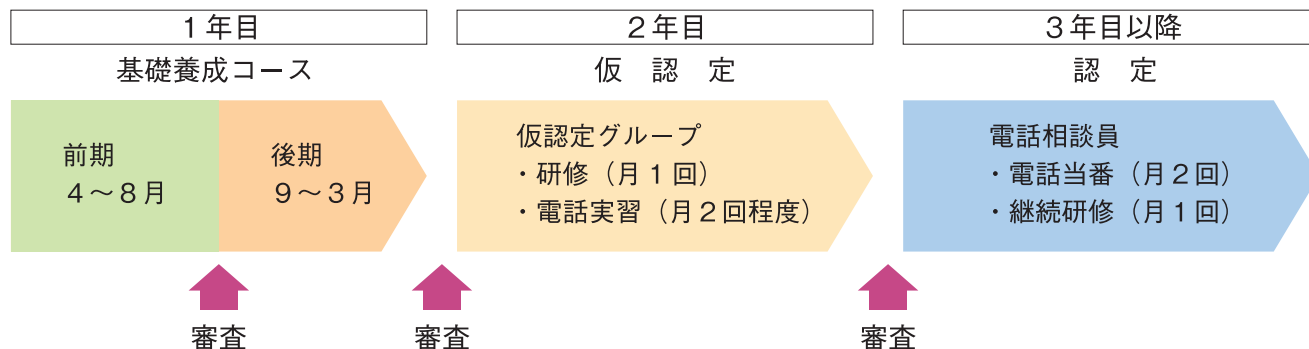 １年目
２年目
３年目以降
基礎養成コース
仮　認　定
認　定
前期
４〜８月
後期
９〜３月
仮認定グループ
・研修（月１回）
・電話実習（月２回程度）
電話相談員
・電話当番（月２回）
・継続研修（月１回）
審査
審査
審査